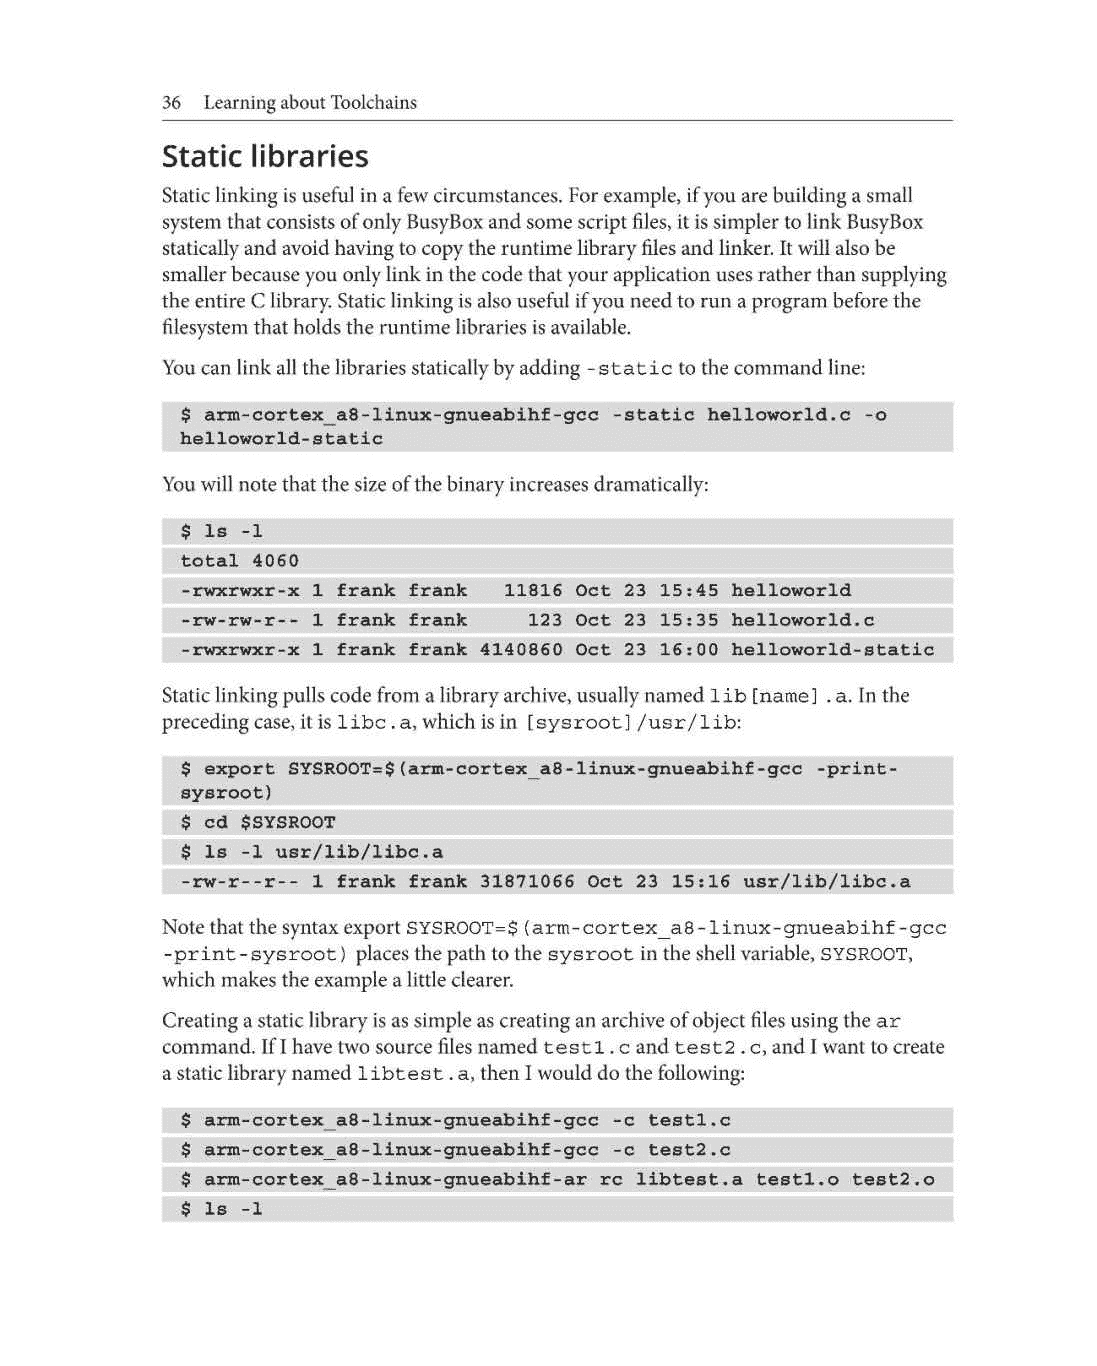 36 Learning about Toolchains
Static libraries
Static linking is useful in a few circumstances. For example, if you are building a small
system that consists of only BusyBox and some script files, it is simpler to link BusyBox
statically and avoid having to copy the runtime library files and linker. It will also be
smaller because you only link in the code that your application uses rather than supplying
the entire C library. Static linking is also useful if you need to run a program before the
filesystem that holds the runtime libraries is available.
You can link all the libraries statically by adding -static to the command line:
$ arm-cortex_a8-linux-gnueabihf-gcc -static helloworld.c -o
helloworld-static
You will note that the size of the binary increases dramatically:
$ ls -l
total 4060
-rwxrwxr-x 1 frank frank   11816 Oct 23 15:45 helloworld
-rw-rw-r-- 1 frank frank     123 Oct 23 15:35 helloworld.c
-rwxrwxr-x 1 frank frank 4140860 Oct 23 16:00 helloworld-static
Static linking pulls code from a library archive, usually named lib[name].a. In the
preceding case, it is libc.a, which is in [sysroot]/usr/lib:
$ export SYSROOT=$(arm-cortex_a8-linux-gnueabihf-gcc -print-
sysroot)
$ cd $SYSROOT
$ ls -l usr/lib/libc.a
-rw-r--r-- 1 frank frank 31871066 Oct 23 15:16 usr/lib/libc.a
Note that the syntax export SYSROOT=$(arm-cortex_a8-linux-gnueabihf-gcc
-print-sysroot) places the path to the sysroot in the shell variable, SYSROOT,
which makes the example a little clearer.
Creating a static library is as simple as creating an archive of object files using the ar
command. If I have two source files named test1.c and test2.c, and I want to create
a static library named libtest.a, then I would do the following:
$ arm-cortex_a8-linux-gnueabihf-gcc -c test1.c
$ arm-cortex_a8-linux-gnueabihf-gcc -c test2.c
$ arm-cortex_a8-linux-gnueabihf-ar rc libtest.a test1.o test2.o
$ ls -l